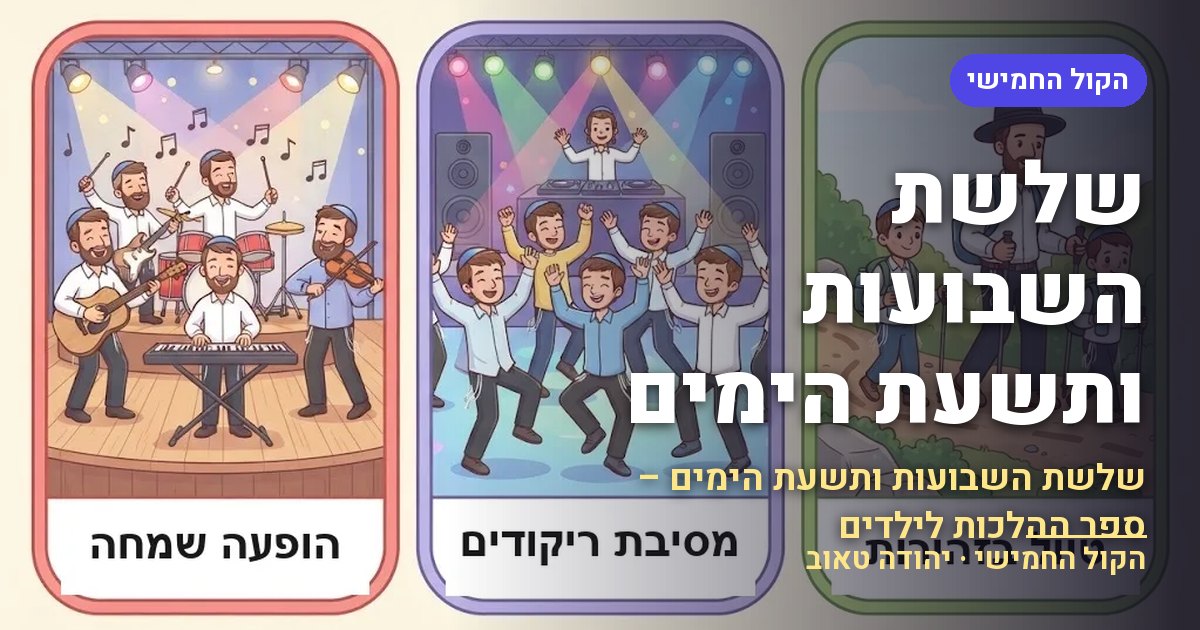 הקול החמישי
שלשת
השבועות
ותשעת הימים
שלשת השבועות ותשעת הימים –
ספר ההלכות לילדים
הקול החמישי · יהודה טאוב
הופעה שמחה
מסיבת ריקודים